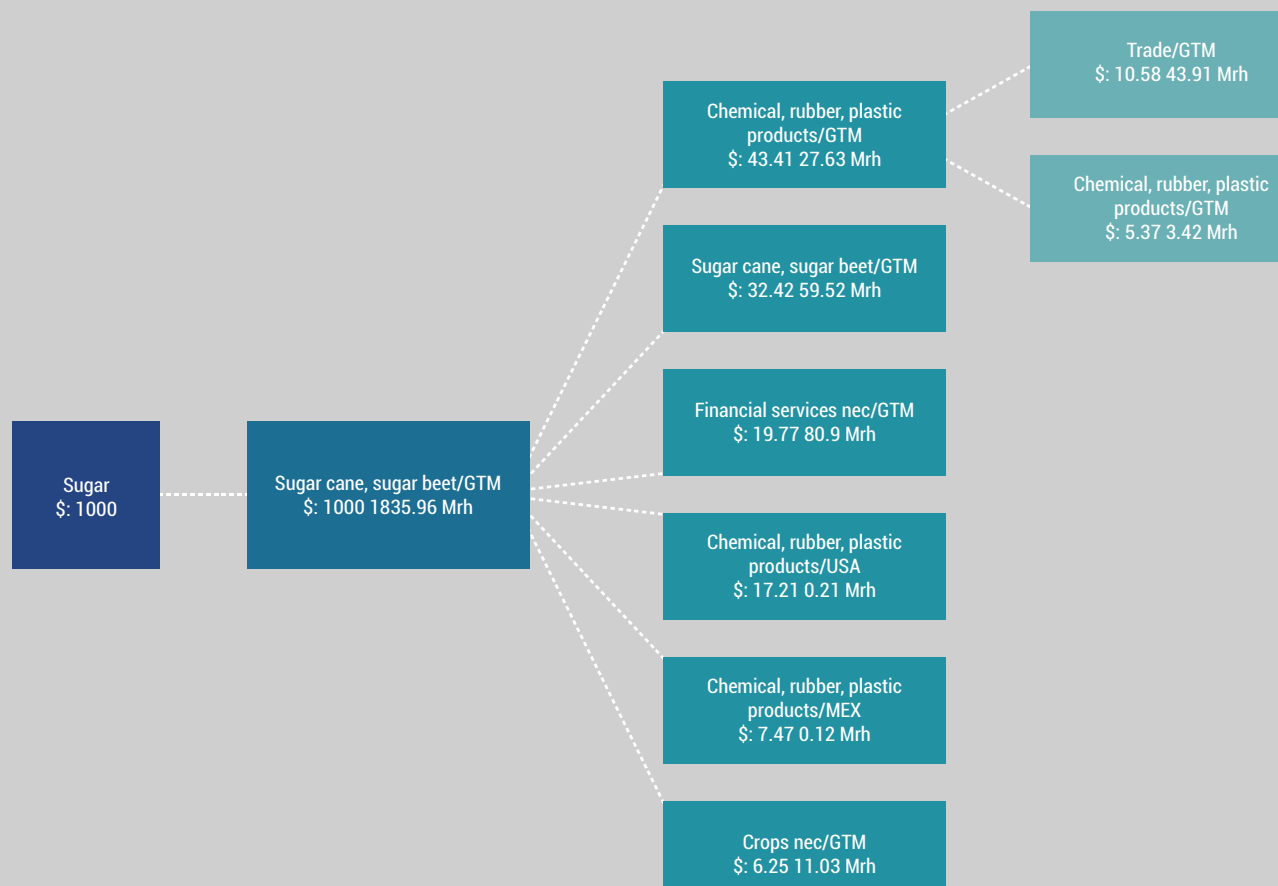 Sugar
$: 1000
Sugar cane, sugar beet/GTM
$: 1000 1835.96 Mrh
Chemical, rubber, plastic
products/GTM
$: 43.41 27.63 Mrh
Sugar cane, sugar beet/GTM
$: 32.42 59.52 Mrh
Financial services nec/GTM
$: 19.77 80.9 Mrh
Chemical, rubber, plastic
products/USA
$: 17.21 0.21 Mrh
Chemical, rubber, plastic
products/MEX
$: 7.47 0.12 Mrh
Crops nec/GTM
$: 6.25 11.03 Mrh
Trade/GTM
$: 10.58 43.91 Mrh
Chemical, rubber, plastic
products/GTM
$: 5.37 3.42 Mrh